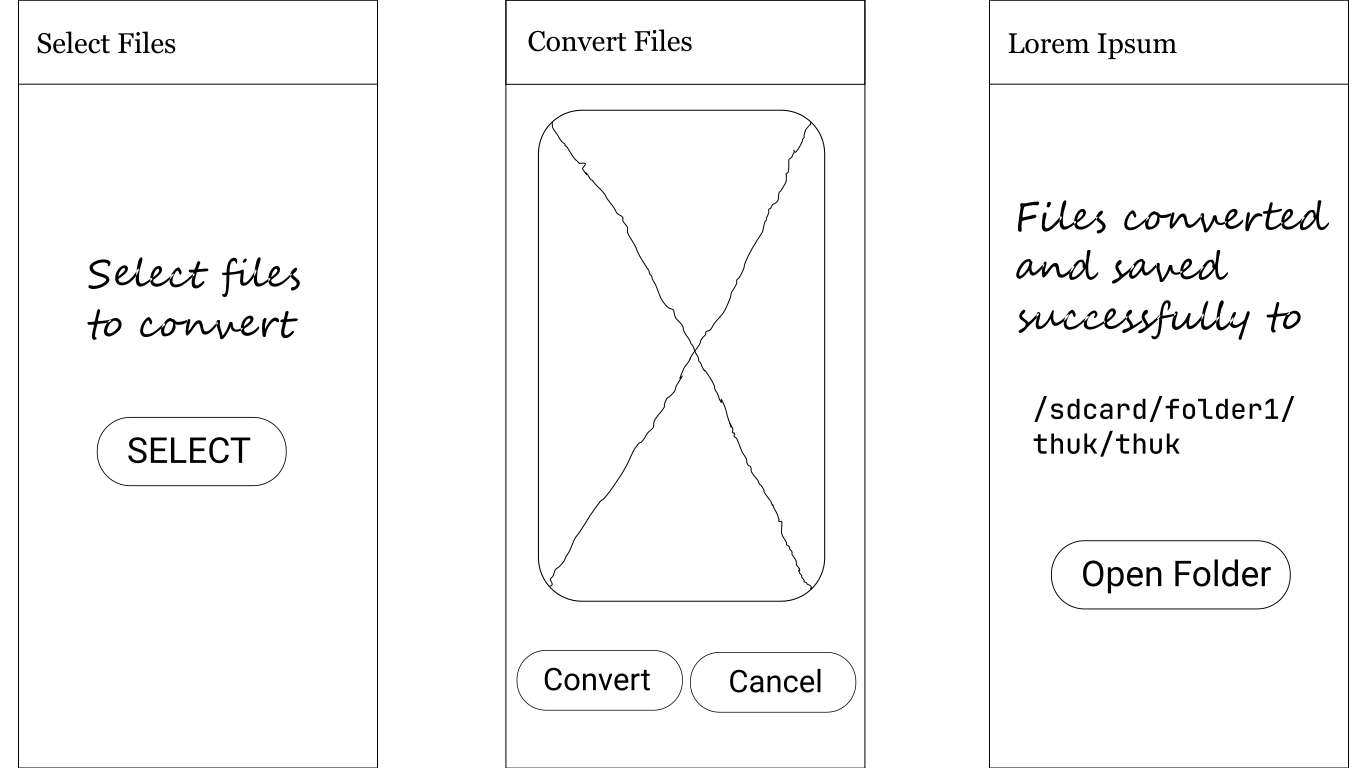 Select Files
Select files
to convert
SELECT
Convert Files
Convert
Cancel
Lorem Ipsum
Files converted
and saved
successfully to
/sdcard/folder1/
thuk/thuk
Open Folder